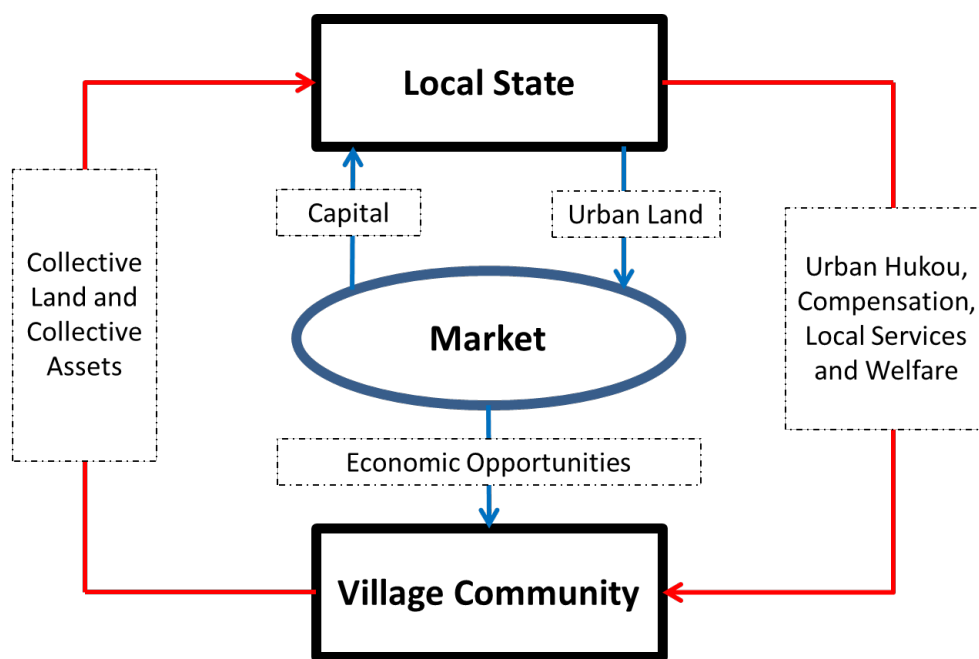 Local State
Capital
Urban Land
Collective
Land and
Collective
Assets
Urban Hukou,
Compensation,
Local Services
and Welfare
Market
Economic Opportunities
Village Community